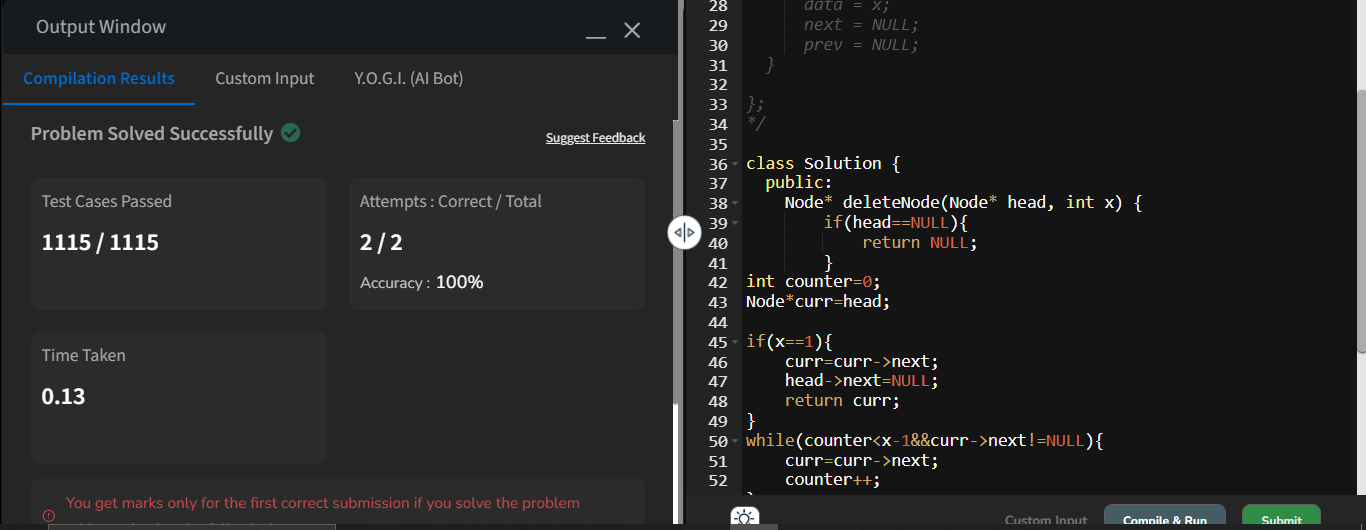 Output Window
Compilation Results Custom Input Y.O.G.I. (AI Bot)
Problem Solved Successfully
Suggest Feedback
Test Cases Passed
1115 / 1115
Attempts : Correct / Total
2 / 2
Accuracy : 100%
Time Taken
0.13
You get marks only for the first correct submission if you solve the problem
28 data = x;
29 next = NULL;
30 prev = NULL;
31 }
32
33 };
34 */
35
36 class Solution {
37 public:
38 Node* deleteNode(Node* head, int x) {
39 if(head==NULL){
40 return NULL;
41 }
42 int counter=0;
43 Node*curr=head;
44
45 if(x==1){
46 curr=curr->next;
47 head->next=NULL;
48 return curr;
49 }
50 while(counter<x-1&&curr->next!=NULL){
51 curr=curr->next;
52 counter++;
Custom Input Compile & Run Submit